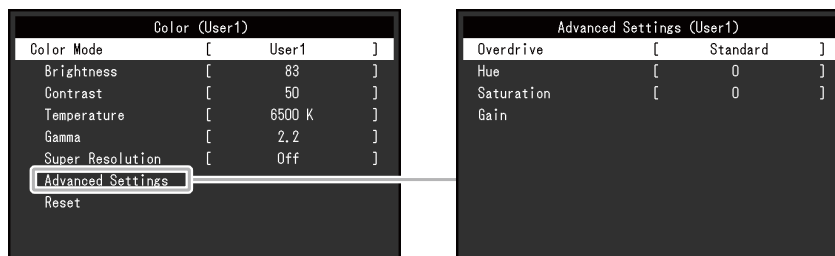 Color (User1)
Color Mode [ User1 ]
Brightness [ 83 ]
Contrast [ 50 ]
Temperature [ 6500 K ]
Gamma [ 2.2 ]
Super Resolution [ Off ]
Advanced Settings
Reset
Advanced Settings (User1)
Overdrive [ Standard ]
Hue [ 0 ]
Saturation [ 0 ]
Gain